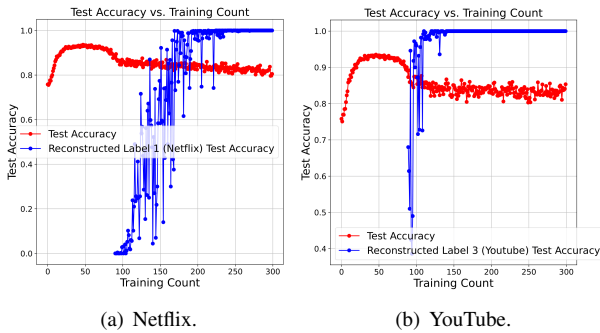 Test Accuracy vs. Training Count
Test Accuracy
1.0
0.8
0.6
0.4
0.2
0.0
Test Accuracy
Reconstructed Label 1 (Netflix) Test Accuracy
0 50 100 150 200 250 300
Training Count
(a) Netflix.
Test Accuracy vs. Training Count
Test Accuracy
1.0
0.9
0.8
0.7
0.6
0.5
0.4
Test Accuracy
Reconstructed Label 3 (Youtube) Test Accuracy
0 50 100 150 200 250 300
Training Count
(b) YouTube.